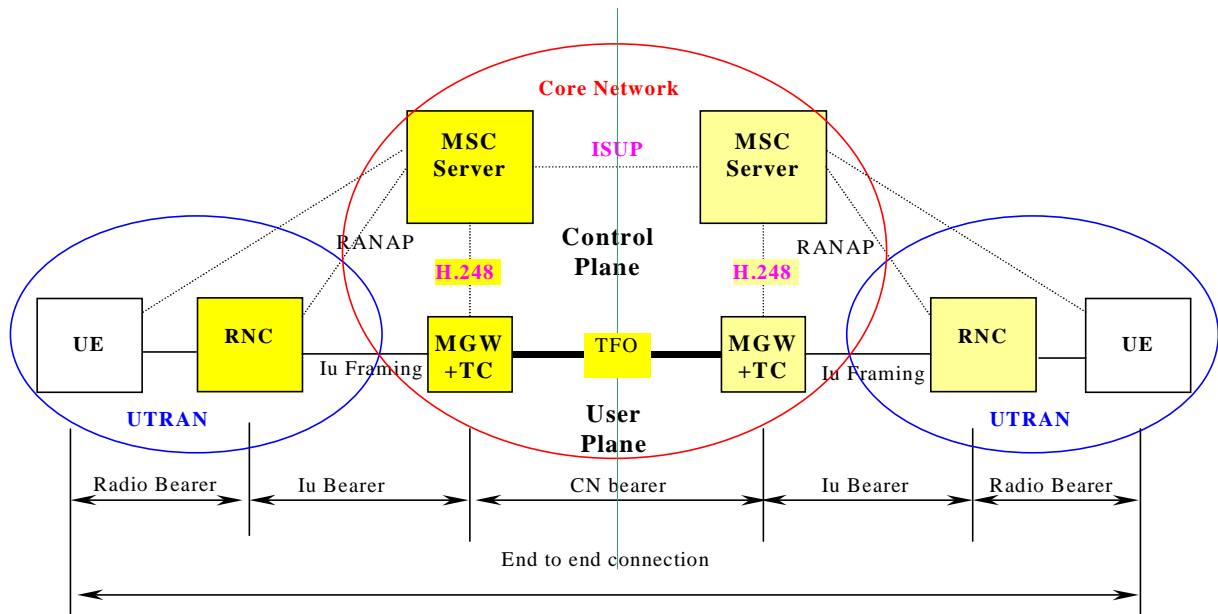 Core Network
MSC
Server
ISUP
MSC
Server
RANAP
Control
Plane
RANAP
H.248
H.248
UE
RNC
MGW
+TC
TFO
MGW
+TC
RNC
UE
Iu Framing
Iu Framing
UTRAN
User
Plane
UTRAN
Radio Bearer
Iu Bearer
CN bearer
Iu Bearer
Radio Bearer
End to end connection